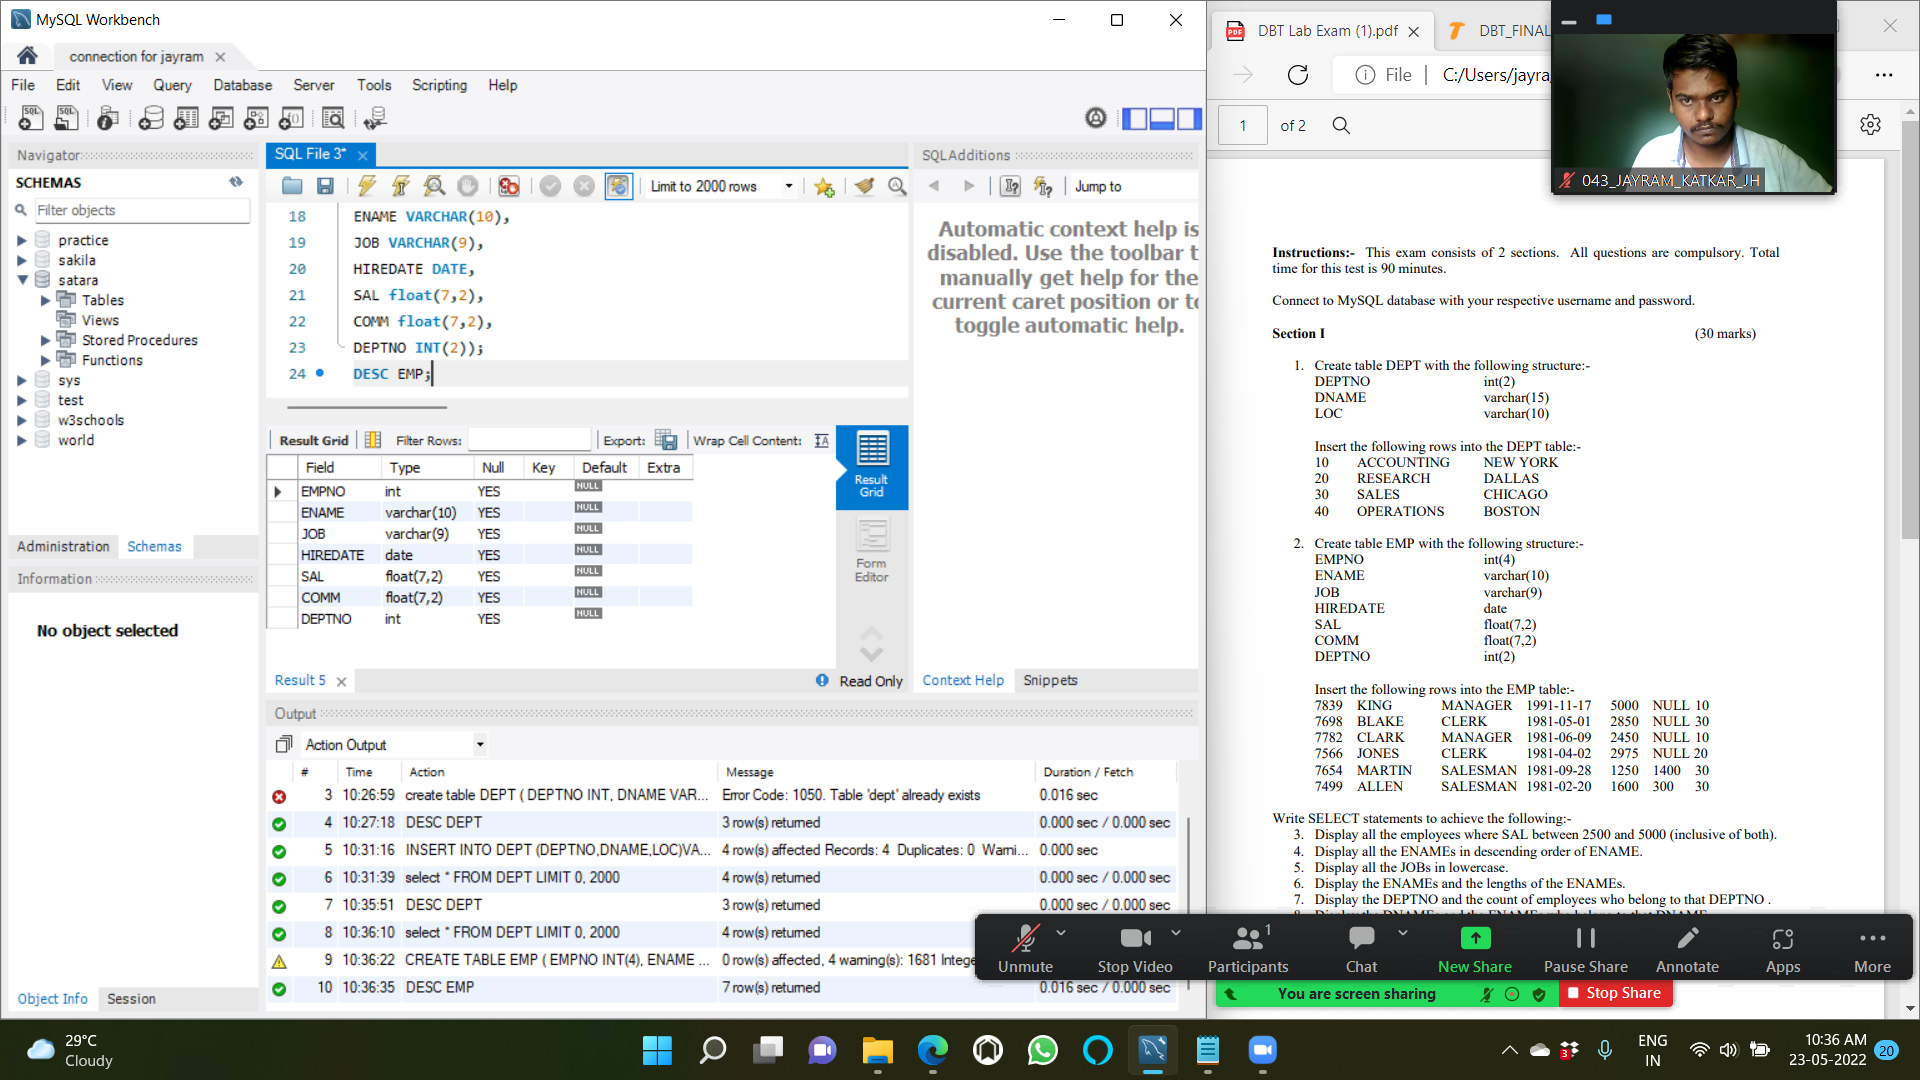 MySQL Workbench
connection for jayram
File Edit View Query Database Server Tools Scripting Help
Navigator
SCHEMAS
Filter objects
practice
sakila
satara
Tables
Views
Stored Procedures
Functions
sys
test
w3schools
world
Administration Schemas
Information
No object selected
Object Info Session
SQL File 3*
Limit to 2000 rows
18 ENAME VARCHAR(10),
19 JOB VARCHAR(9),
20 HIREDATE DATE,
21 SAL float(7,2),
22 COMM float(7,2),
23 DEPTNO INT(2));
24 DESC EMP;
Result Grid Filter Rows: Export: Wrap Cell Content:
Field Type Null Key Default Extra
EMPNO int YES NULL
ENAME varchar(10) YES NULL
JOB varchar(9) YES NULL
HIREDATE date YES NULL
SAL float(7,2) YES NULL
COMM float(7,2) YES NULL
DEPTNO int YES NULL
Result Grid
Form Editor
Result 5
Read Only
SQLAdditions
Jump to
Automatic context help is
disabled. Use the toolbar t
manually get help for the
current caret position or to
toggle automatic help.
Context Help Snippets
Output
Action Output
# Time Action Message Duration / Fetch
3 10:26:59 create table DEPT ( DEPTNO INT, DNAME VAR... Error Code: 1050. Table 'dept' already exists 0.016 sec
4 10:27:18 DESC DEPT 3 row(s) returned 0.000 sec / 0.000 sec
5 10:31:16 INSERT INTO DEPT (DEPTNO,DNAME,LOC)VA... 4 row(s) affected Records: 4 Duplicates: 0 Warni... 0.000 sec
6 10:31:39 select * FROM DEPT LIMIT 0, 2000 4 row(s) returned 0.000 sec / 0.000 sec
7 10:35:51 DESC DEPT 3 row(s) returned 0.000 sec / 0.000 sec
8 10:36:10 select * FROM DEPT LIMIT 0, 2000 4 row(s) returned
9 10:36:22 CREATE TABLE EMP ( EMPNO INT(4), ENAME ... 0 row(s) affected, 4 warning(s): 1681 Intege
10 10:36:35 DESC EMP 7 row(s) returned 0.016 sec / 0.000 sec
DBT Lab Exam (1).pdf
DBT_FINAL
File C:/Users/jayra
1 of 2
043_JAYRAM_KATKAR_JH
Instructions:- This exam consists of 2 sections. All questions are compulsory. Total
time for this test is 90 minutes.
Connect to MySQL database with your respective username and password.
Section I (30 marks)
1. Create table DEPT with the following structure:-
DEPTNO int(2)
DNAME varchar(15)
LOC varchar(10)
Insert the following rows into the DEPT table:-
10 ACCOUNTING NEW YORK
20 RESEARCH DALLAS
30 SALES CHICAGO
40 OPERATIONS BOSTON
2. Create table EMP with the following structure:-
EMPNO int(4)
ENAME varchar(10)
JOB varchar(9)
HIREDATE date
SAL float(7,2)
COMM float(7,2)
DEPTNO int(2)
Insert the following rows into the EMP table:-
7839 KING MANAGER 1991-11-17 5000 NULL 10
7698 BLAKE CLERK 1981-05-01 2850 NULL 30
7782 CLARK MANAGER 1981-06-09 2450 NULL 10
7566 JONES CLERK 1981-04-02 2975 NULL 20
7654 MARTIN SALESMAN 1981-09-28 1250 1400 30
7499 ALLEN SALESMAN 1981-02-20 1600 300 30
Write SELECT statements to achieve the following:-
3. Display all the employees where SAL between 2500 and 5000 (inclusive of both).
4. Display all the ENAMEs in descending order of ENAME.
5. Display all the JOBs in lowercase.
6. Display the ENAMEs and the lengths of the ENAMEs.
7. Display the DEPTNO and the count of employees who belong to that DEPTNO .
Unmute Stop Video Participants 1 Chat New Share Pause Share Annotate Apps More
You are screen sharing Stop Share
29°C
Cloudy
ENG
IN
10:36 AM
23-05-2022
20